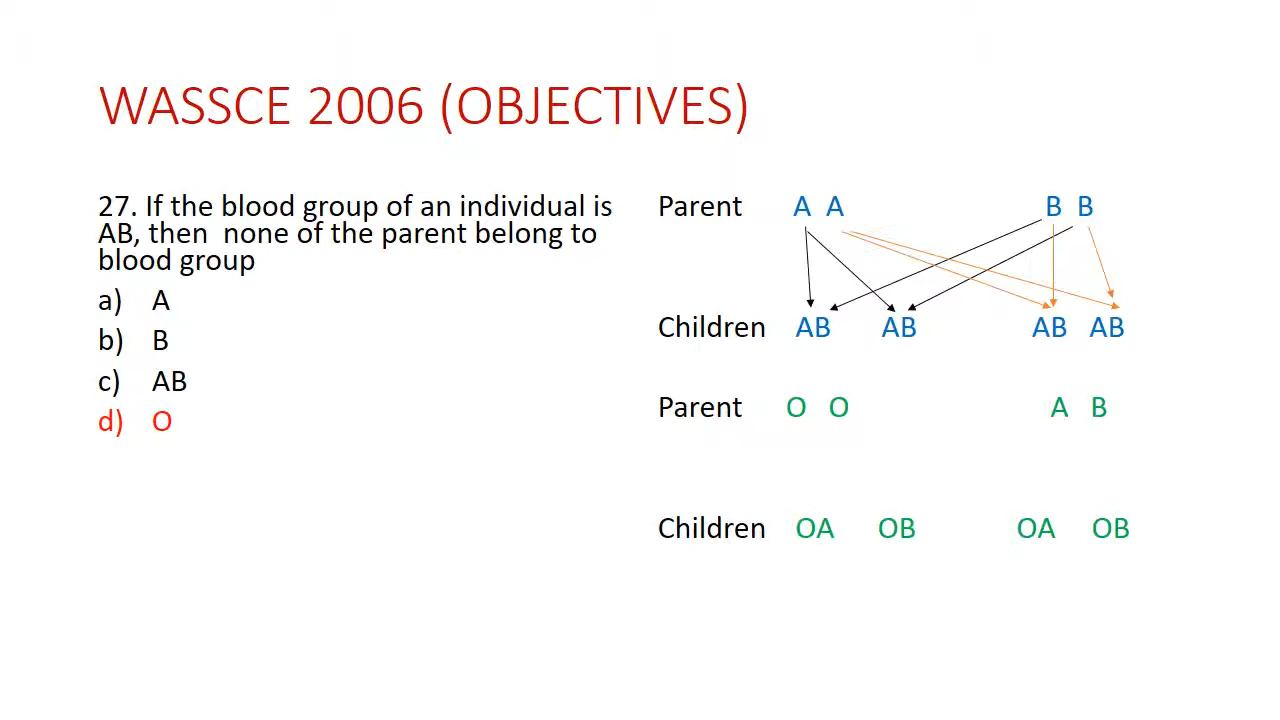 WASSCE 2006 (OBJECTIVES)
27. If the blood group of an individual is
AB, then none of the parent belong to
blood group
a) A
b) B
c) AB
d) O
Parent A A B B
Children AB AB AB AB
Parent O O A B
Children OA OB OA OB